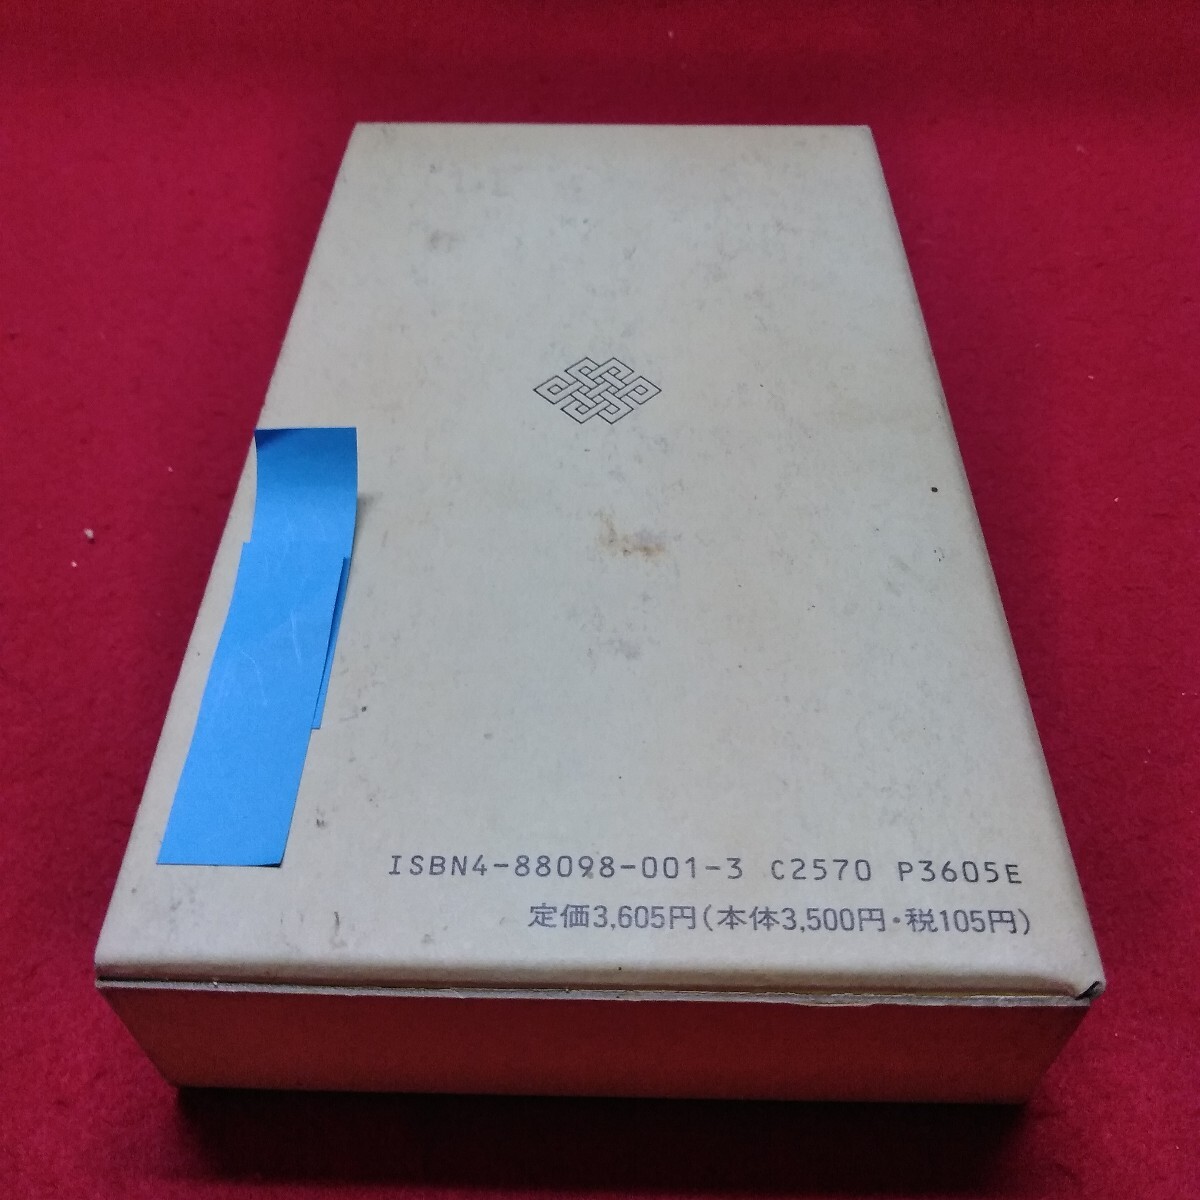 ISBN4-88098-001-3 C2570 P3605E
定価3,605円(本体3,500円・税105円)